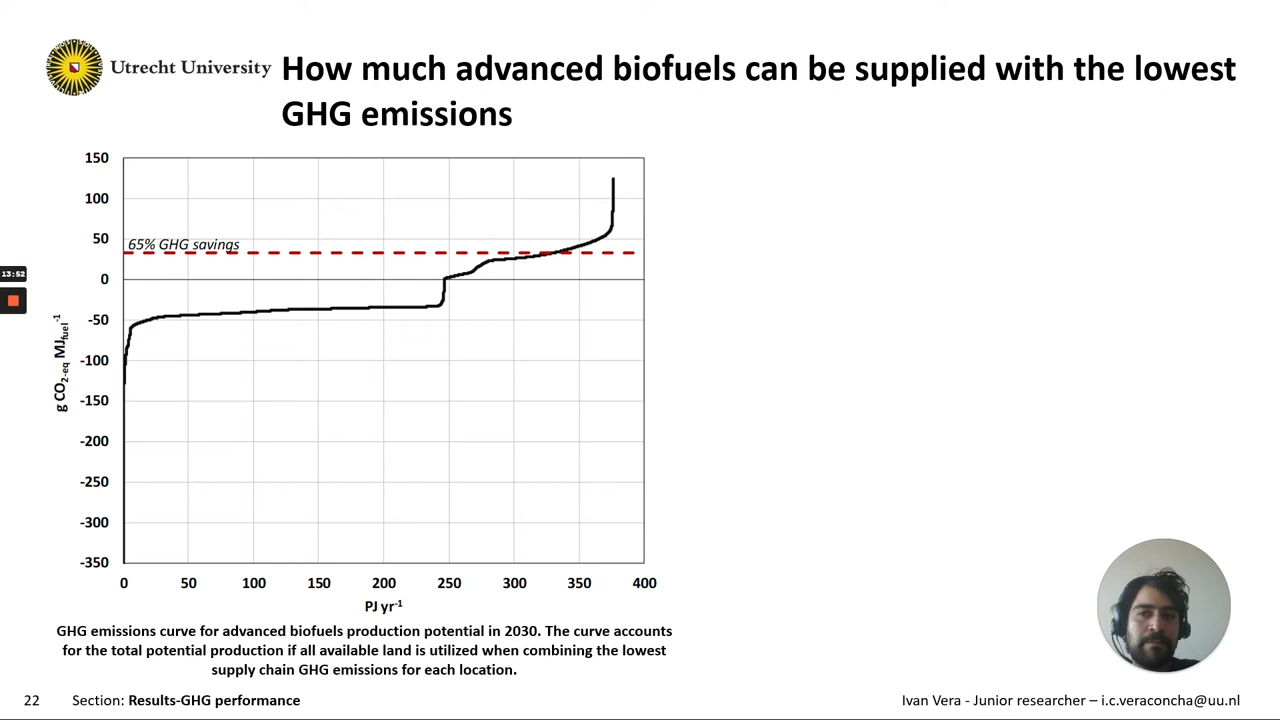 Utrecht University
How much advanced biofuels can be supplied with the lowest
GHG emissions
150
100
50
0
-50
-100
-150
-200
-250
-300
-350
65% GHG savings
g CO2-eq MJfuel-1
0 50 100 150 200 250 300 350 400
PJ yr-1
GHG emissions curve for advanced biofuels production potential in 2030. The curve accounts
for the total potential production if all available land is utilized when combining the lowest
supply chain GHG emissions for each location.
13:52
22 Section: Results-GHG performance
Ivan Vera - Junior researcher – i.c.veraconcha@uu.nl